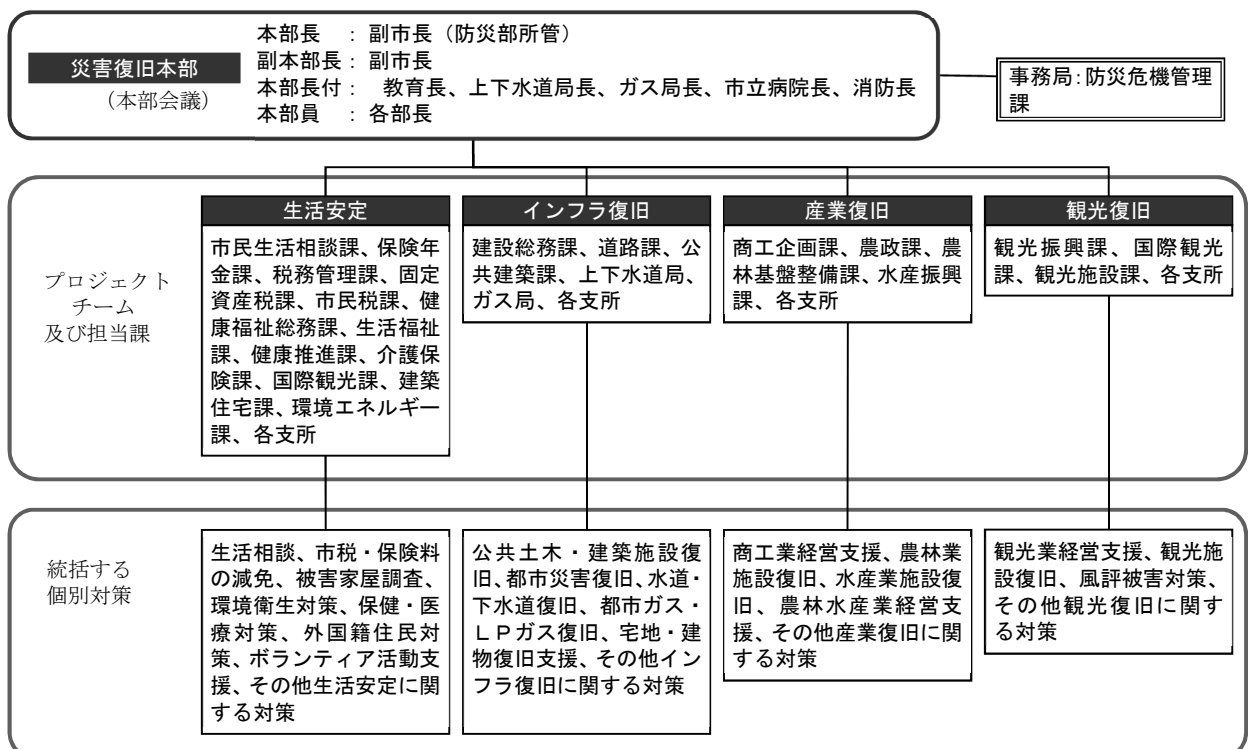 災害復旧本部
(本部会議)
本部長 : 副市長(防災部所管)
副本部長: 副市長
本部長付: 教育長、上下水道局長、ガス局長、市立病院長、消防長
本部員 : 各部長
事務局:防災危機管理
課
プロジェクト
チーム
及び担当課
生活安定
市民生活相談課、保険年
金課、税務管理課、固定
資産税課、市民税課、健
康福祉総務課、生活福祉
課、健康推進課、介護保
険課、国際観光課、建築
住宅課、環境エネルギー
課、各支所
インフラ復旧
建設総務課、道路課、公
共建築課、上下水道局、
ガス局、各支所
産業復旧
商工企画課、農政課、農
林基盤整備課、水産振興
課、各支所
観光復旧
観光振興課、国際観光
課、観光施設課、各支所
統括する
個別対策
生活相談、市税・保険料
の減免、被害家屋調査、
環境衛生対策、保健・医
療対策、外国籍住民対
策、ボランティア活動支
援、その他生活安定に関
する対策
公共土木・建築施設復
旧、都市災害復旧、水道・
下水道復旧、都市ガス・
LPガス復旧、宅地・建
物復旧支援、その他イン
フラ復旧に関する対策
商工業経営支援、農林業
施設復旧、水産業施設復
旧、農林水産業経営支
援、その他産業復旧に関
する対策
観光業経営支援、観光施
設復旧、風評被害対策、
その他観光復旧に関す
る対策